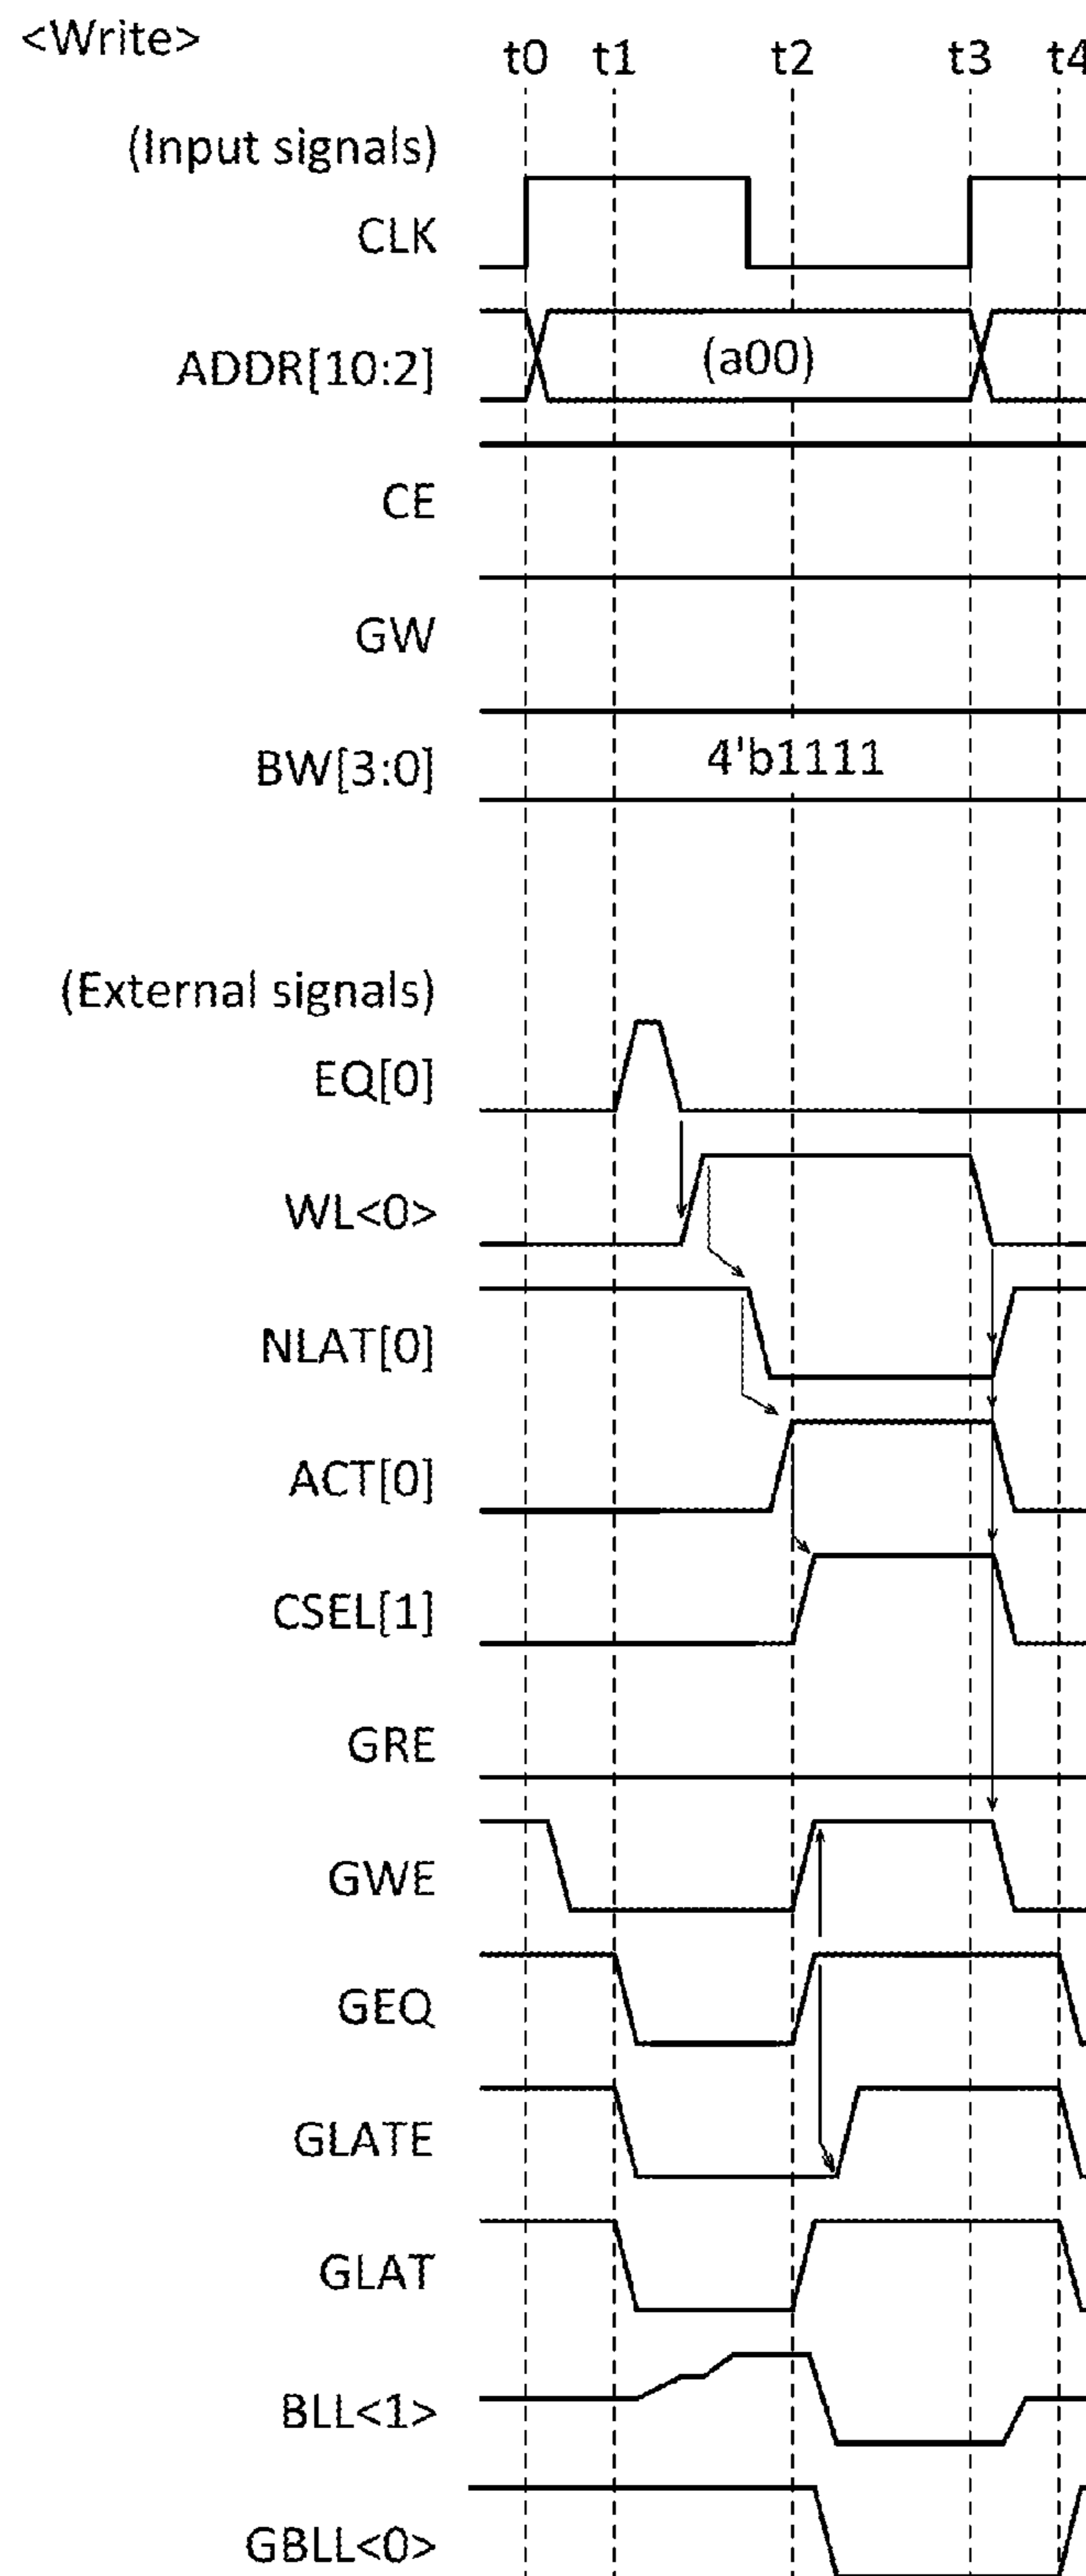 <Write>
t0 t1 t2 t3 t4
(Input signals)
CLK
ADDR[10:2] (a00)
CE
GW
BW[3:0] 4'b1111
(External signals)
EQ[0]
WL<0>
NLAT[0]
ACT[0]
CSEL[1]
GRE
GWE
GEQ
GLATE
GLAT
BLL<1>
GBLL<0>